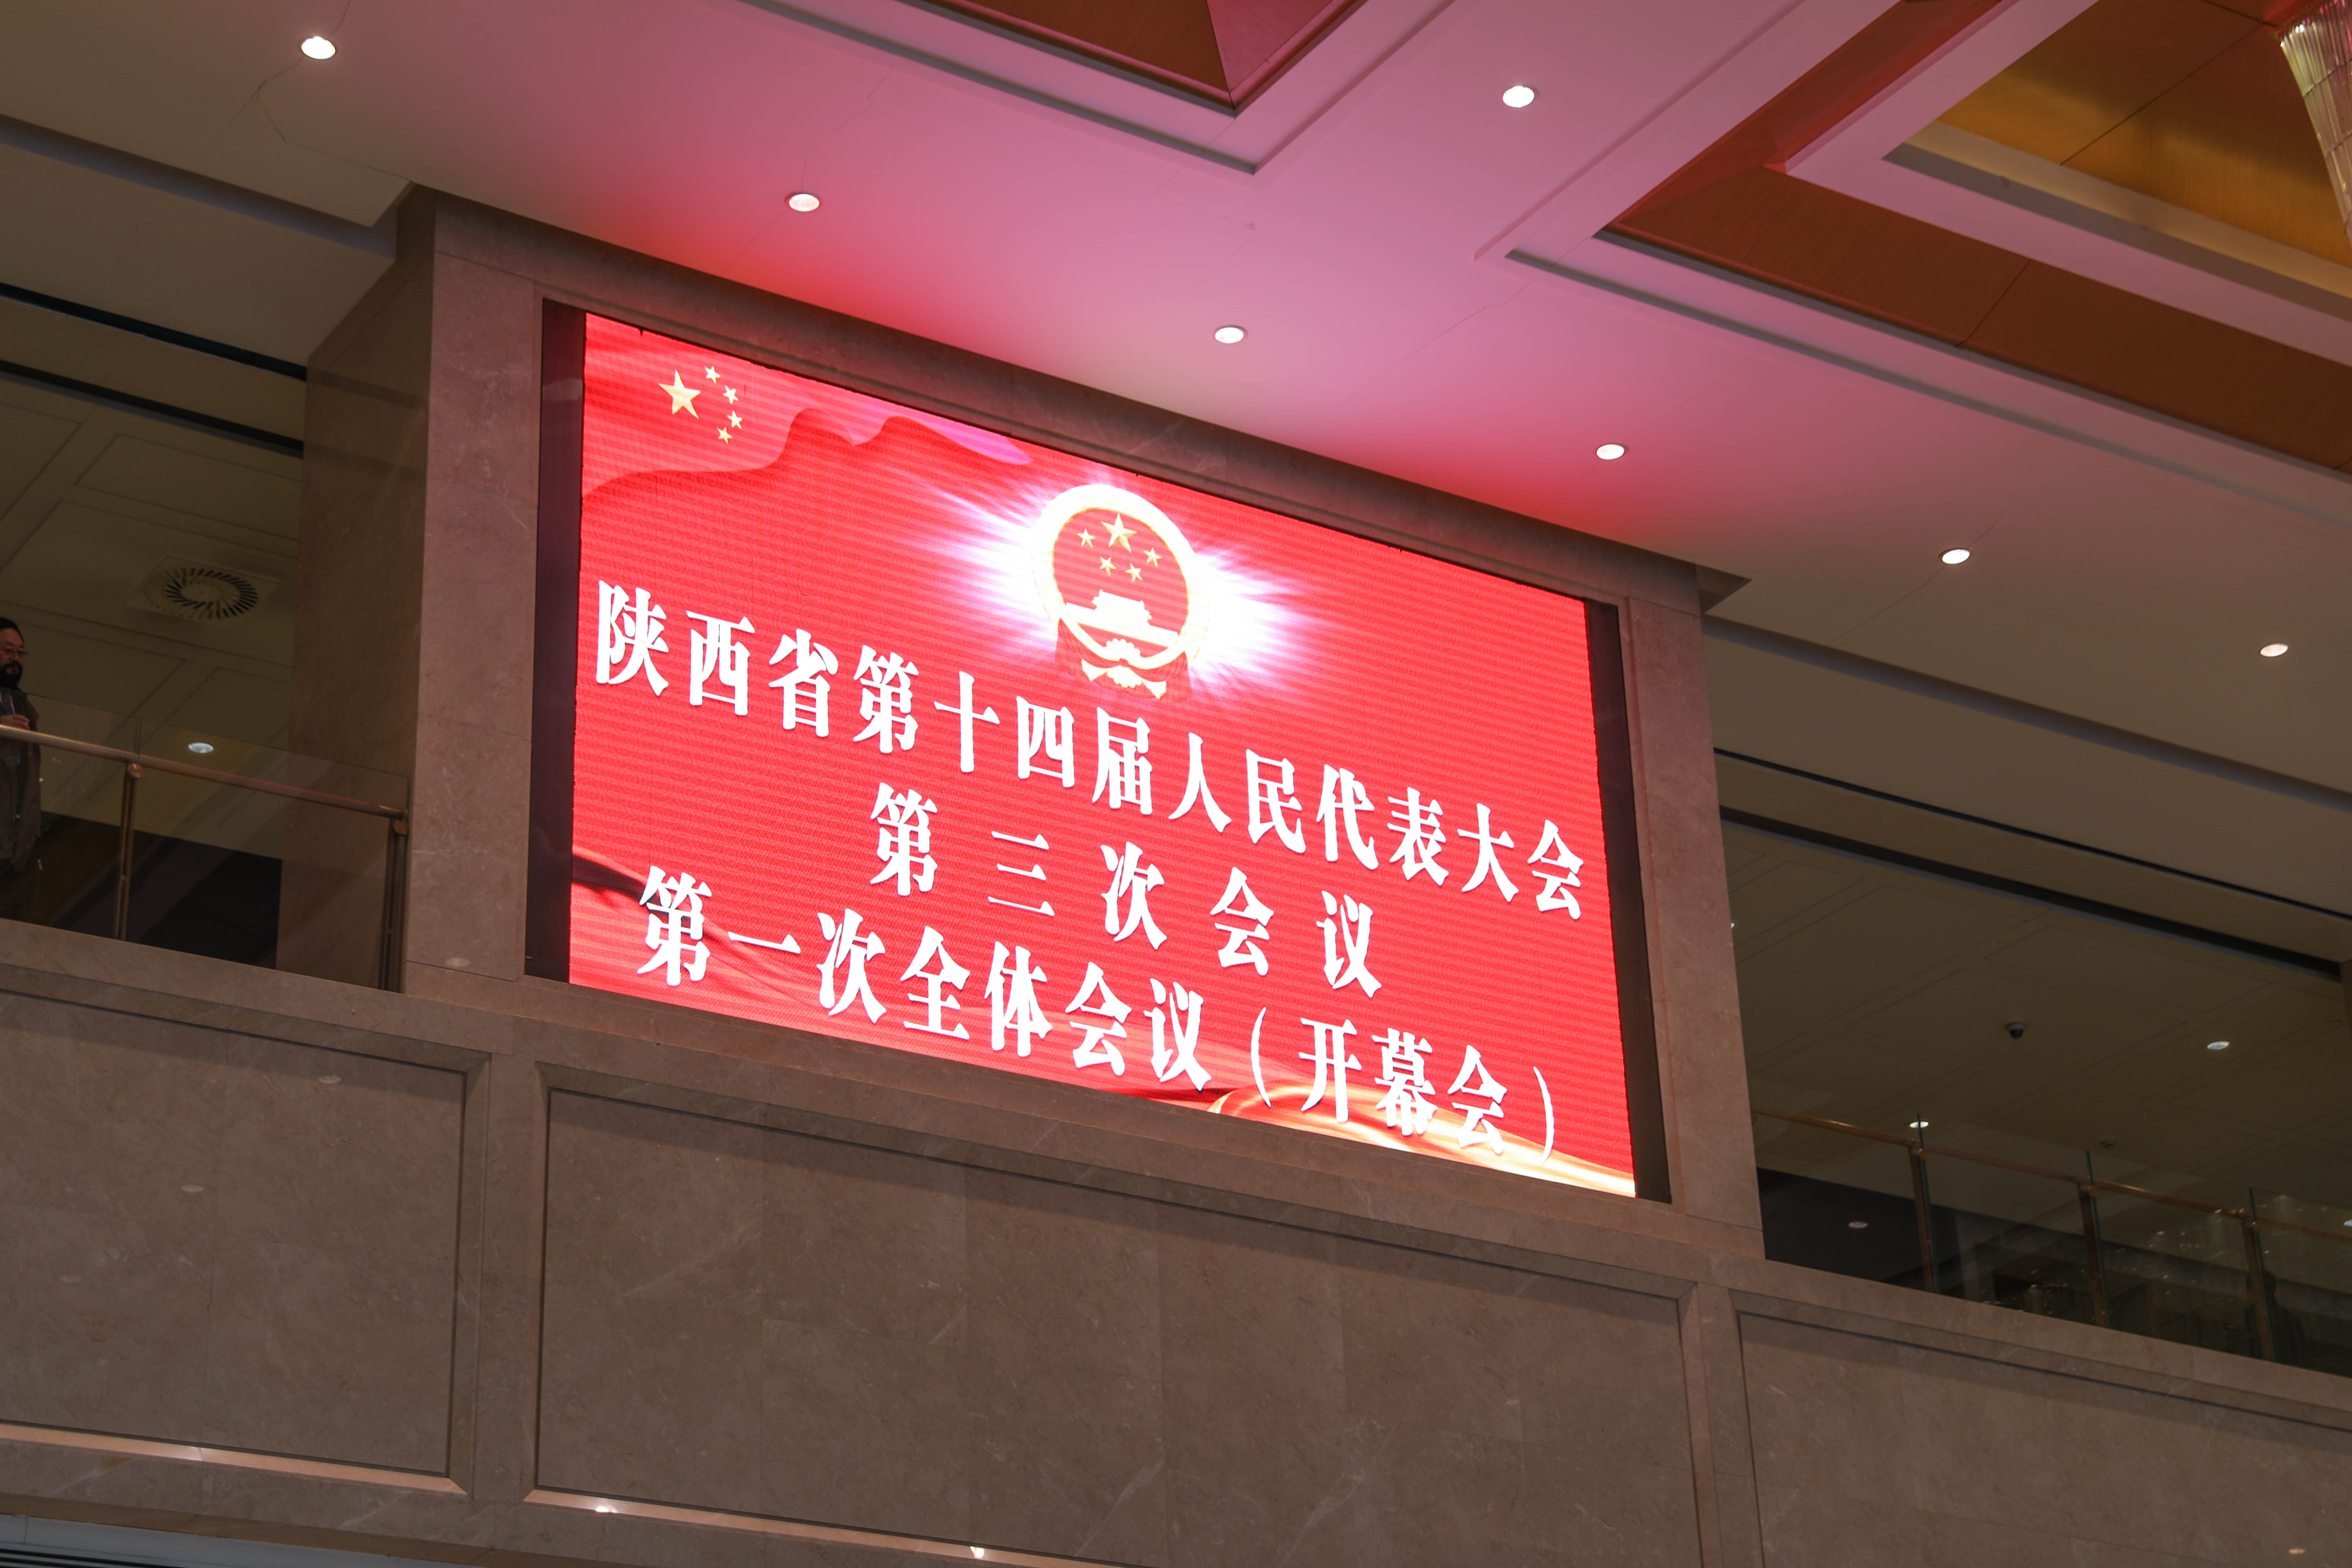 陕西省第十四届人民代表大会
第三次会议
第一次全体会议（开幕会）